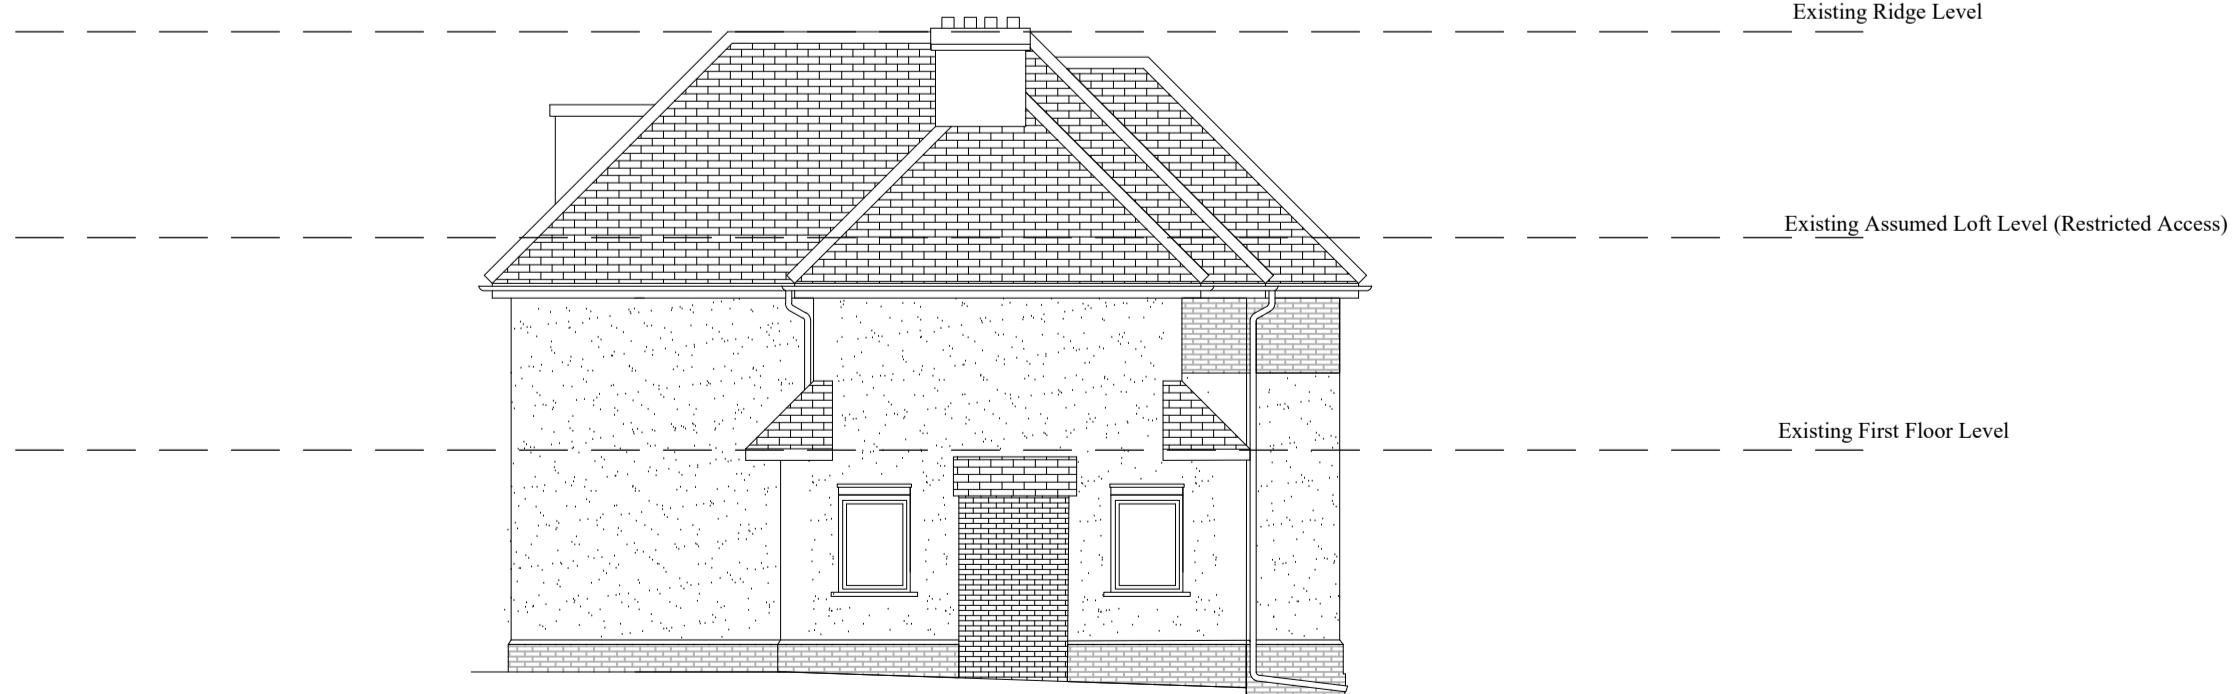 Existing Ridge Level
Existing Assumed Loft Level (Restricted Access)
Existing First Floor Level